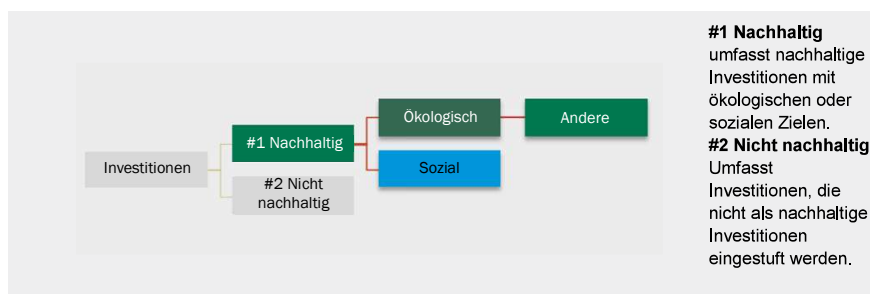 Investitionen
#1 Nachhaltig
#2 Nicht
nachhaltig
Ökologisch
Sozial
Andere
#1 Nachhaltig
umfasst nachhaltige
Investitionen mit
ökologischen oder
sozialen Zielen.
#2 Nicht nachhaltig
Umfasst
Investitionen, die
nicht als nachhaltige
Investitionen
eingestuft werden.